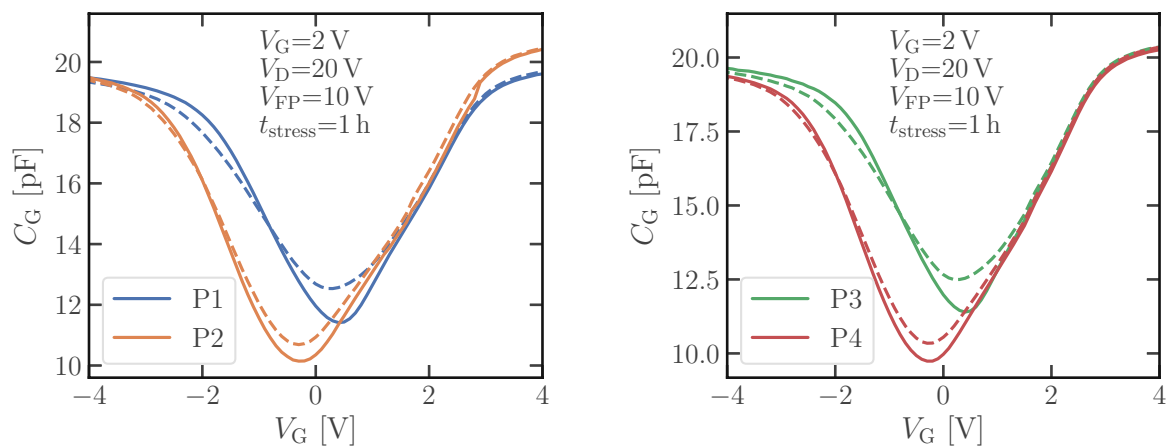 V_G=2 V
V_D=20 V
V_FP=10 V
t_stress=1 h
20
18
16
14
12
10
C_G [pF]
P1
P2
−4 −2 0 2 4
V_G [V]
V_G=2 V
V_D=20 V
V_FP=10 V
t_stress=1 h
20.0
17.5
15.0
12.5
10.0
C_G [pF]
P3
P4
−4 −2 0 2 4
V_G [V]